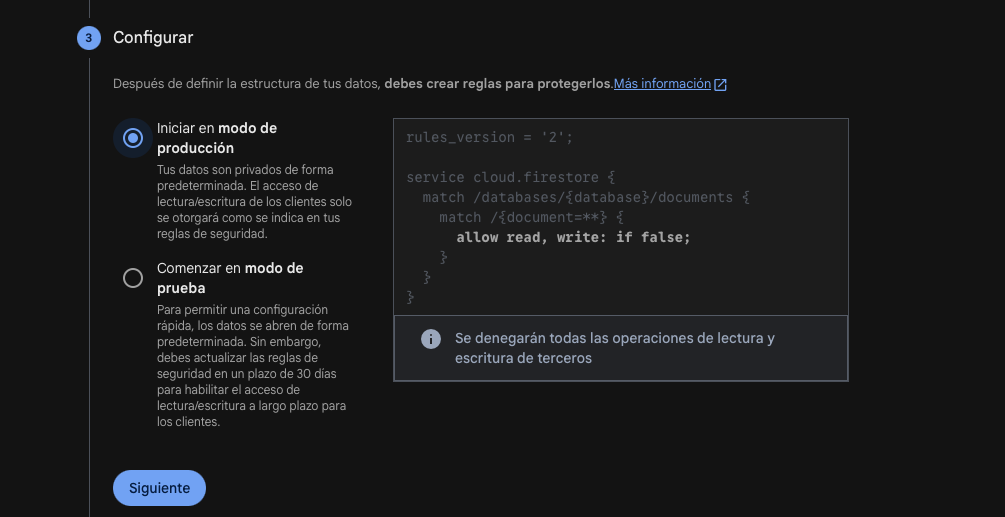 3 Configurar
Después de definir la estructura de tus datos, debes crear reglas para protegerlos.Más información
Iniciar en modo de
producción
Tus datos son privados de forma
predeterminada. El acceso de
lectura/escritura de los clientes solo
se otorgará como se indica en tus
reglas de seguridad.
Comenzar en modo de
prueba
Para permitir una configuración
rápida, los datos se abren de forma
predeterminada. Sin embargo,
debes actualizar las reglas de
seguridad en un plazo de 30 días
para habilitar el acceso de
lectura/escritura a largo plazo para
los clientes.
rules_version = '2';
service cloud.firestore {
match /databases/{database}/documents {
match /{document=**} {
allow read, write: if false;
}
}
}
Se denegarán todas las operaciones de lectura y
escritura de terceros
Siguiente